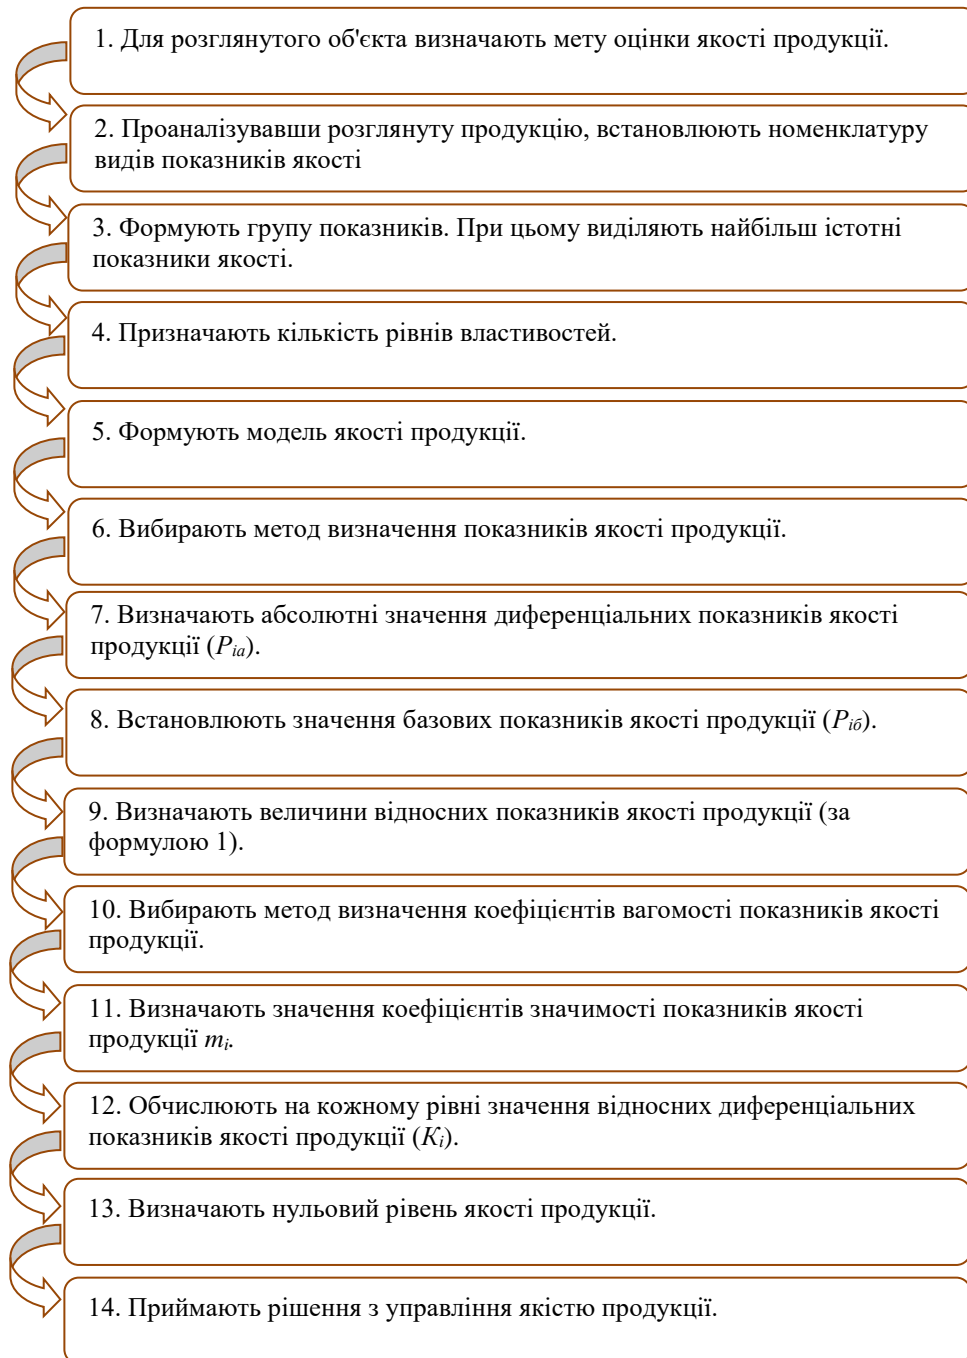 1. Для розглянутого об'єкта визначають мету оцінки якості продукції.
2. Проаналізувавши розглянуту продукцію, встановлюють номенклатуру
видів показників якості
3. Формують групу показників. При цьому виділяють найбільш істотні
показники якості.
4. Призначають кількість рівнів властивостей.
5. Формують модель якості продукції.
6. Вибирають метод визначення показників якості продукції.
7. Визначають абсолютні значення диференціальних показників якості
продукції (Pіа).
8. Встановлюють значення базових показників якості продукції (Pіб).
9. Визначають величини відносних показників якості продукції (за
формулою 1).
10. Вибирають метод визначення коефіцієнтів вагомості показників якості
продукції.
11. Визначають значення коефіцієнтів значимості показників якості
продукції mi.
12. Обчислюють на кожному рівні значення відносних диференціальних
показників якості продукції (Кі).
13. Визначають нульовий рівень якості продукції.
14. Приймають рішення з управління якістю продукції.